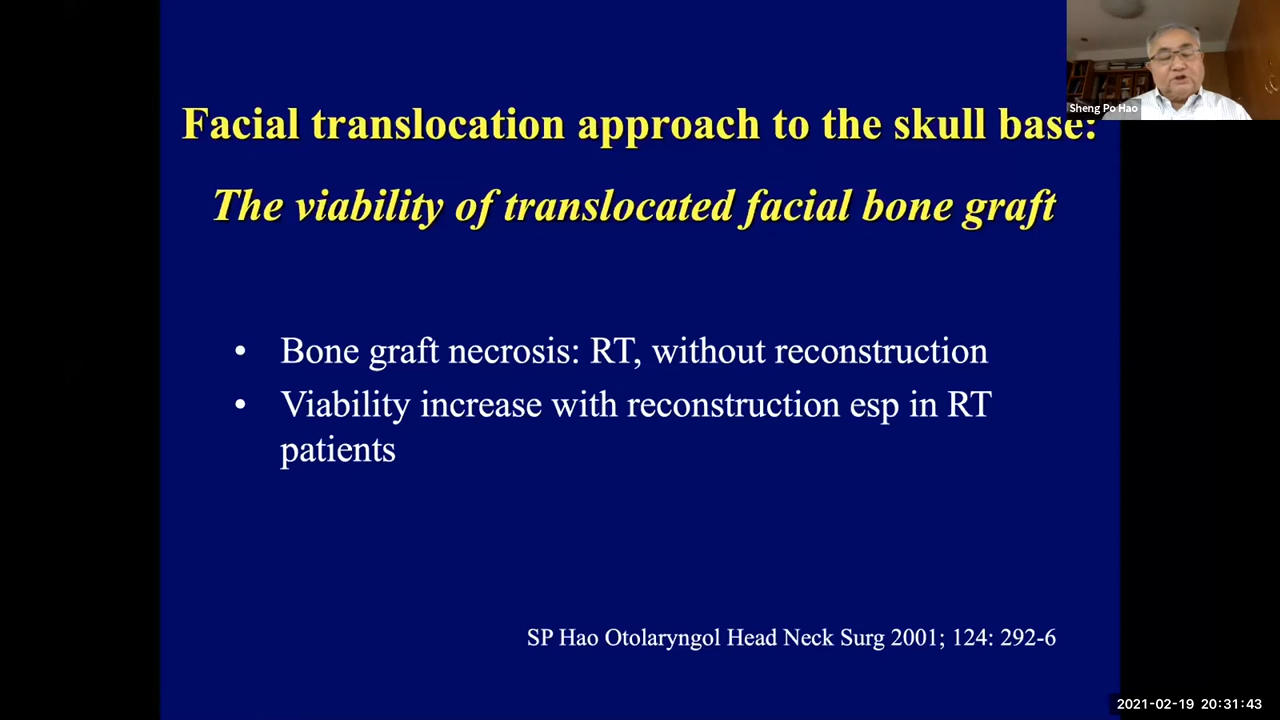 Facial translocation approach to the skull base:
The viability of translocated facial bone graft
• Bone graft necrosis: RT, without reconstruction
• Viability increase with reconstruction esp in RT
patients
SP Hao Otolaryngol Head Neck Surg 2001; 124: 292-6
Sheng Po Hao
2021-02-19 20:31:43